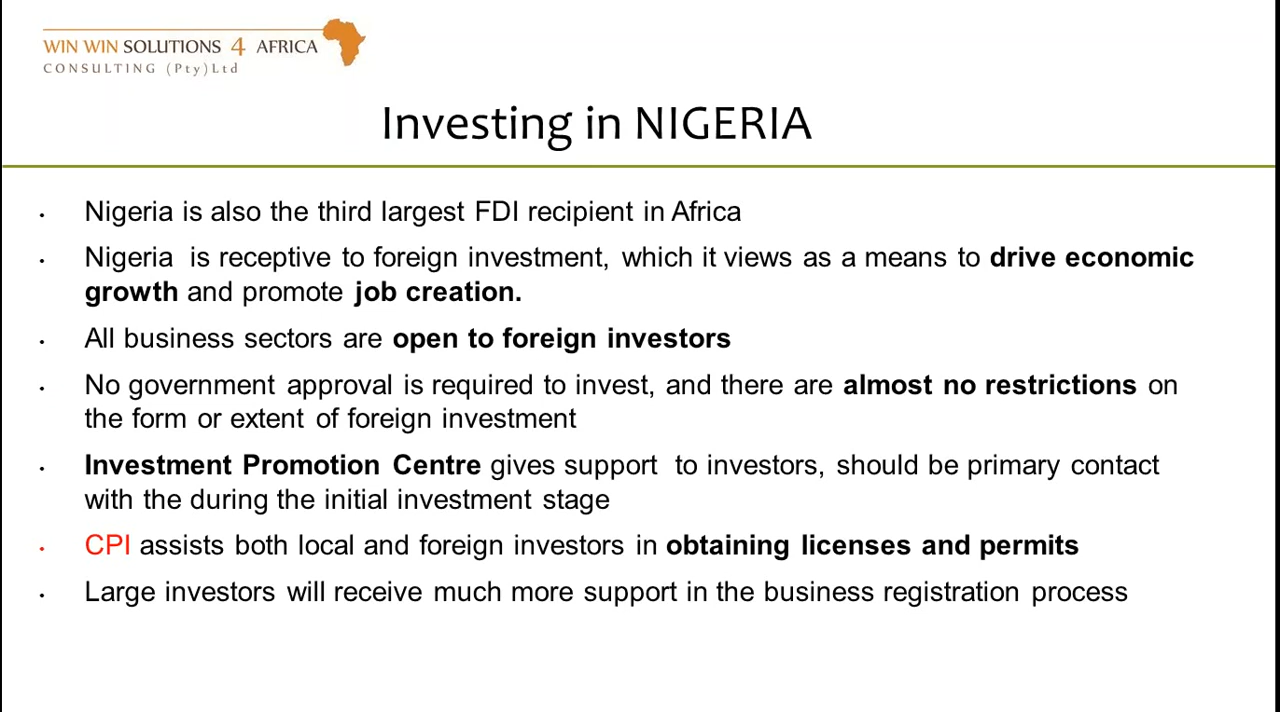 WIN WIN SOLUTIONS 4 AFRICA
CONSULTING (Pty)Ltd
Investing in NIGERIA
• Nigeria is also the third largest FDI recipient in Africa
• Nigeria is receptive to foreign investment, which it views as a means to drive economic
growth and promote job creation.
• All business sectors are open to foreign investors
• No government approval is required to invest, and there are almost no restrictions on
the form or extent of foreign investment
• Investment Promotion Centre gives support to investors, should be primary contact
with the during the initial investment stage
• CPI assists both local and foreign investors in obtaining licenses and permits
• Large investors will receive much more support in the business registration process